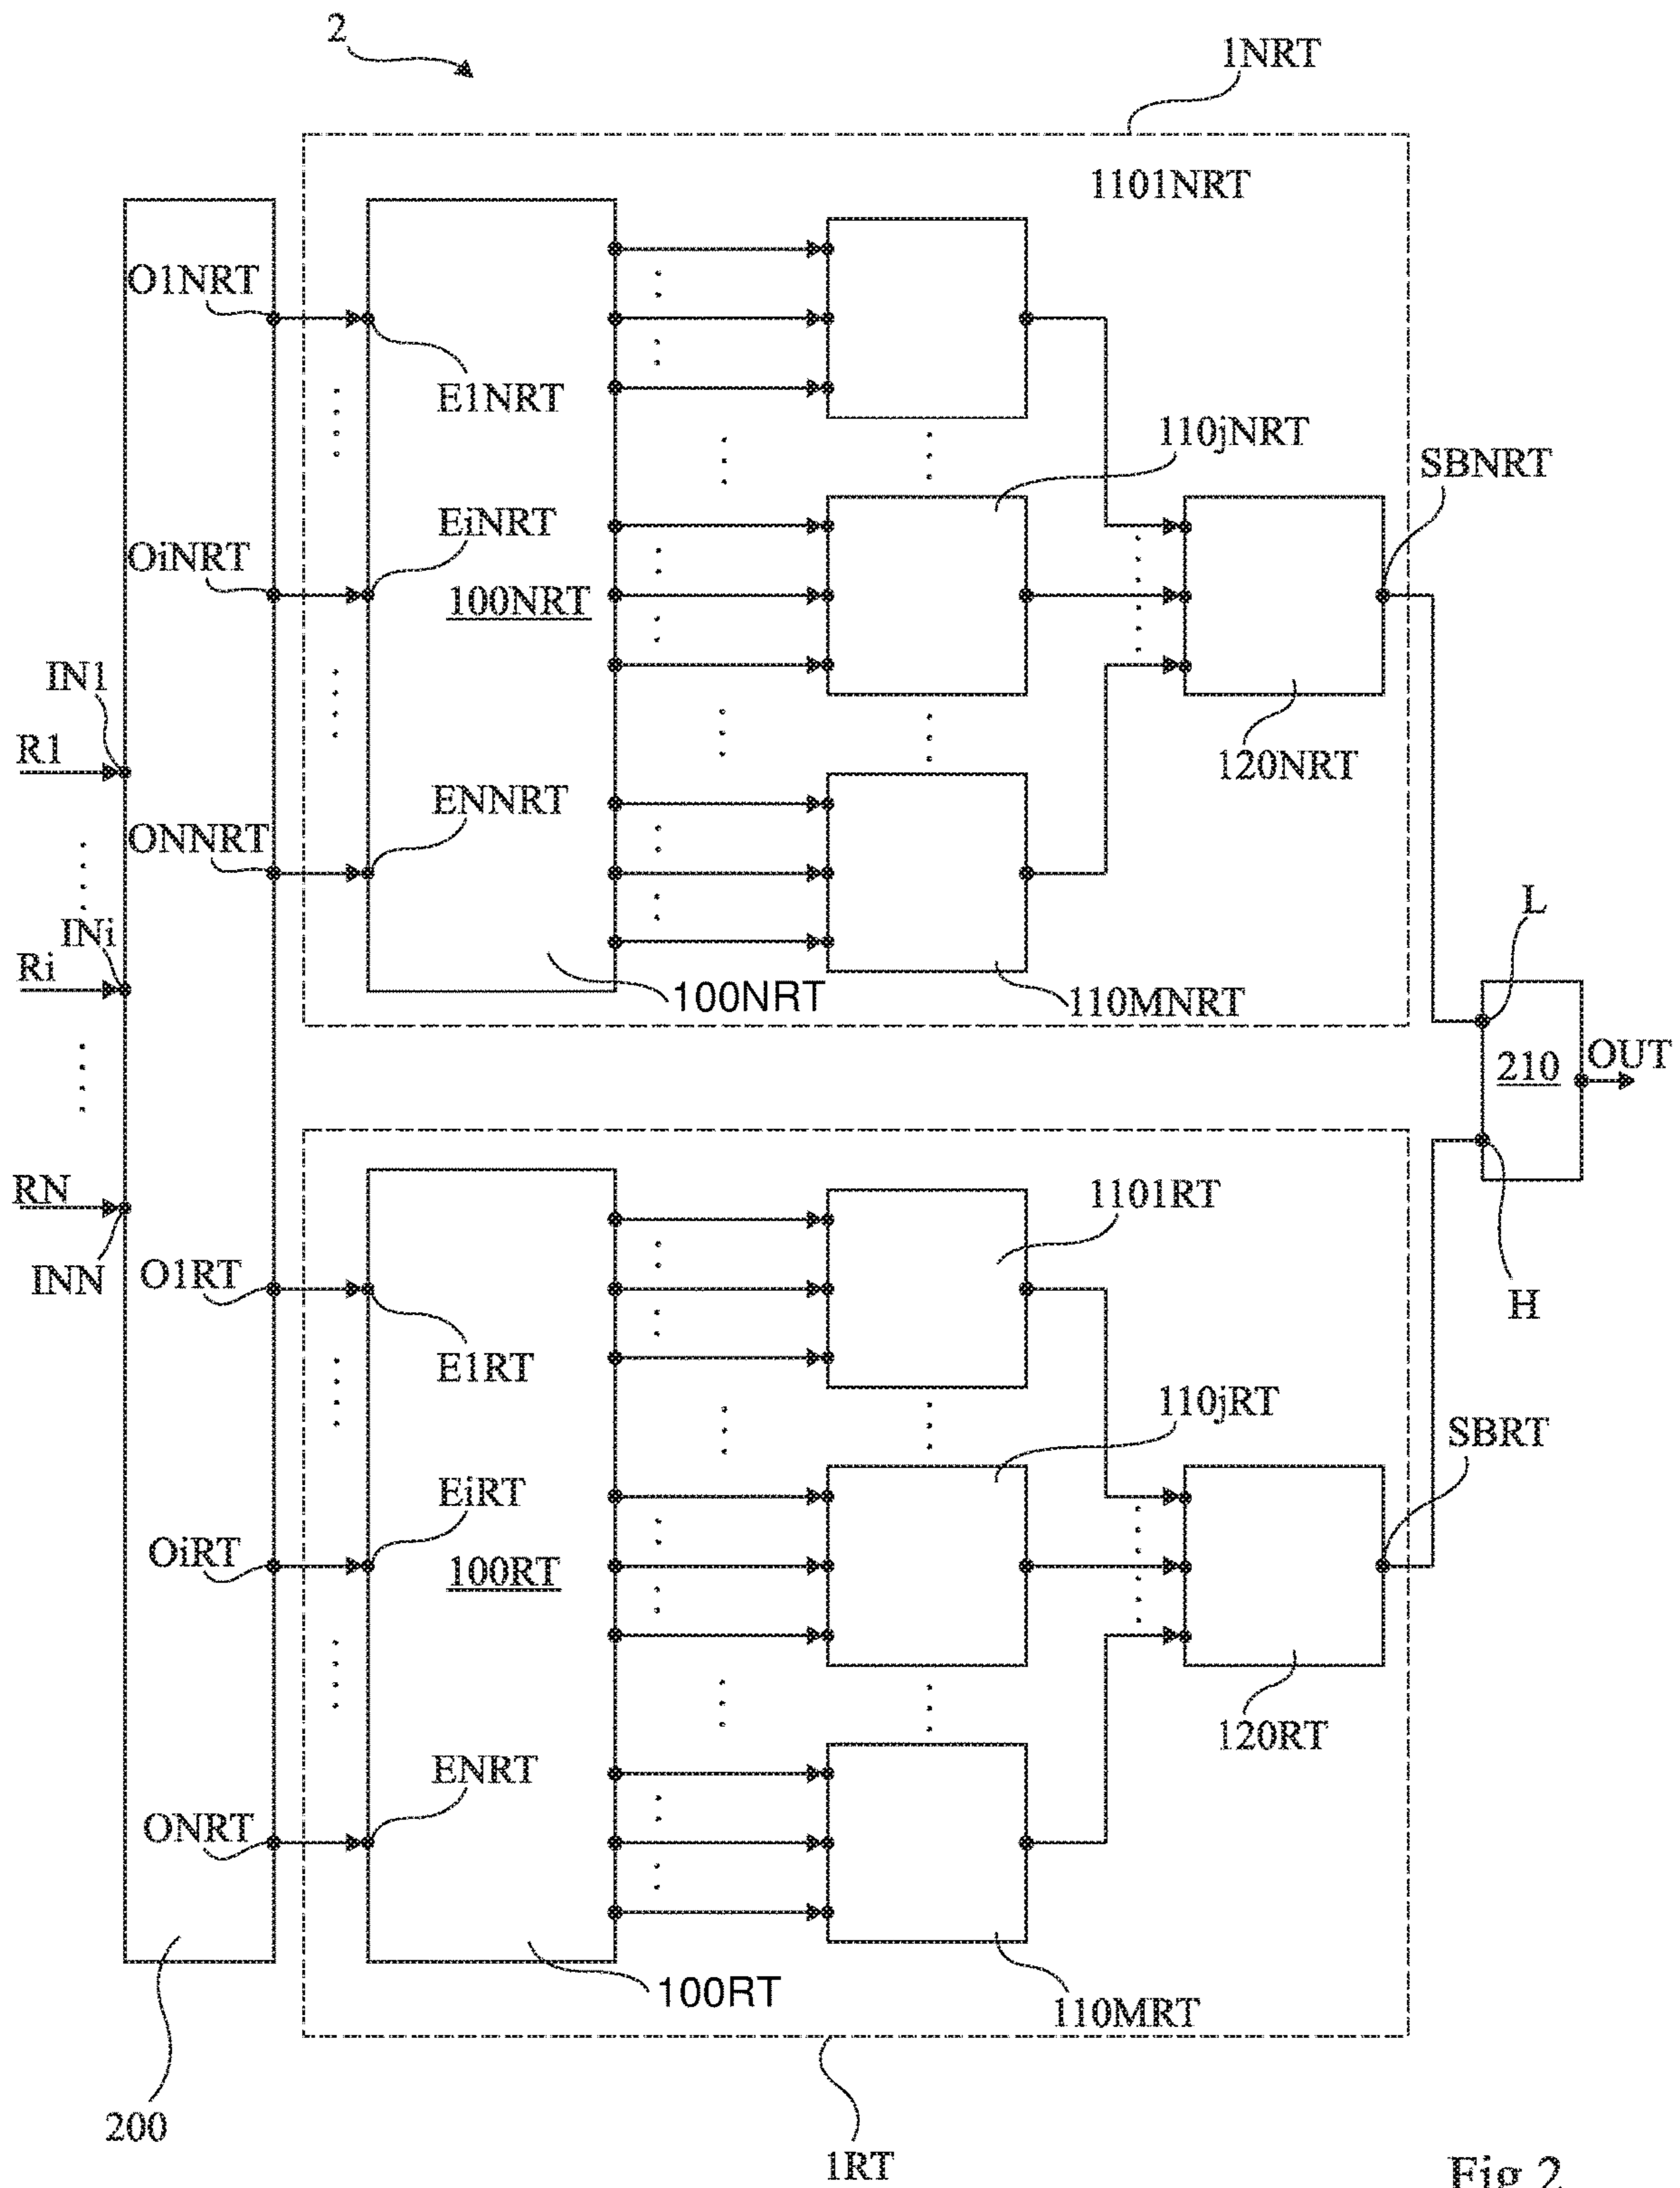 2
1NRT
1101NRT
O1NRT
E1NRT
110jNRT
SBNRT
EiNRT
OiNRT
100NRT
IN1
R1
120NRT
ENNRT
ONNRT
L
INi
Ri
100NRT
110MNRT
210
OUT
RN
1101RT
INN
O1RT
H
E1RT
110jRT
SBRT
EiRT
OiRT
100RT
120RT
ENRT
ONRT
100RT
110MRT
200
1RT
Fig 2